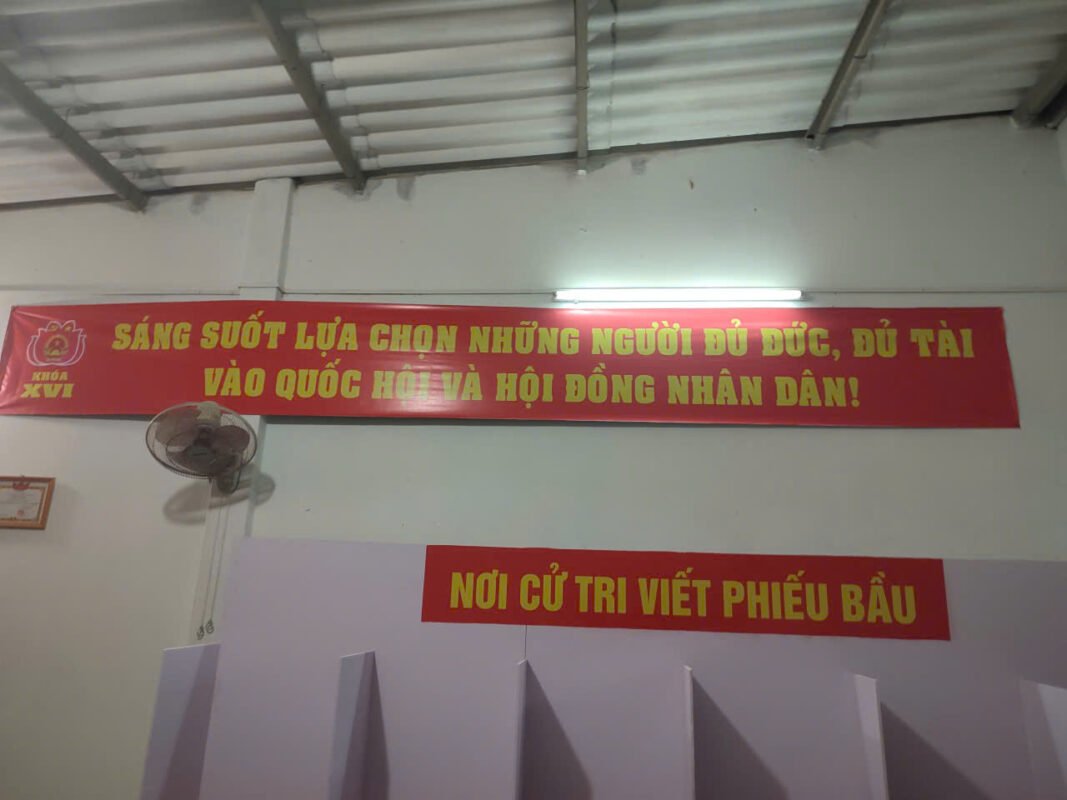 KHÓA
XVI
SÁNG SUỐT LỰA CHỌN NHỮNG NGƯỜI ĐỦ ĐỨC, ĐỦ TÀI
VÀO QUỐC HỘI VÀ HỘI ĐỒNG NHÂN DÂN!
NƠI CỬ TRI VIẾT PHIẾU BẦU